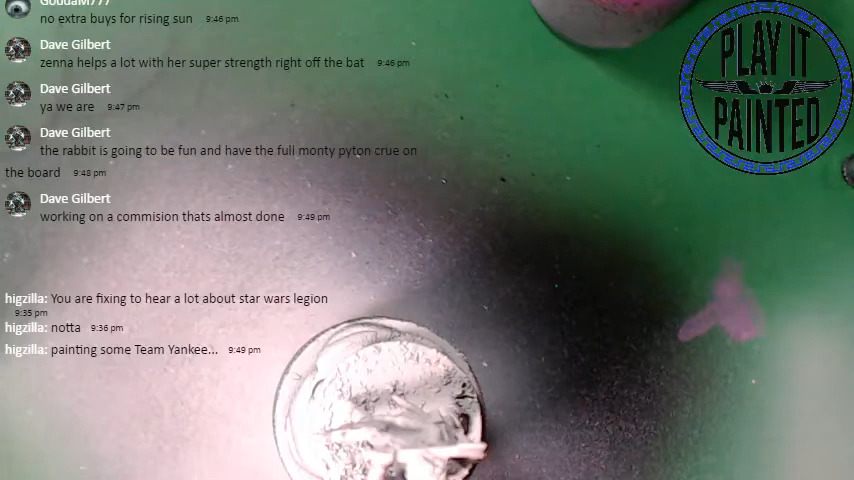 GoudaM777
no extra buys for rising sun 9:46 pm
Dave Gilbert
zenna helps a lot with her super strength right off the bat 9:46 pm
Dave Gilbert
ya we are 9:47 pm
Dave Gilbert
the rabbit is going to be fun and have the full monty pyton crue on
the board 9:48 pm
Dave Gilbert
working on a commision thats almost done 9:49 pm
higzilla: You are fixing to hear a lot about star wars legion
9:35 pm
higzilla: notta 9:36 pm
higzilla: painting some Team Yankee... 9:49 pm
PLAY IT
PAINTED